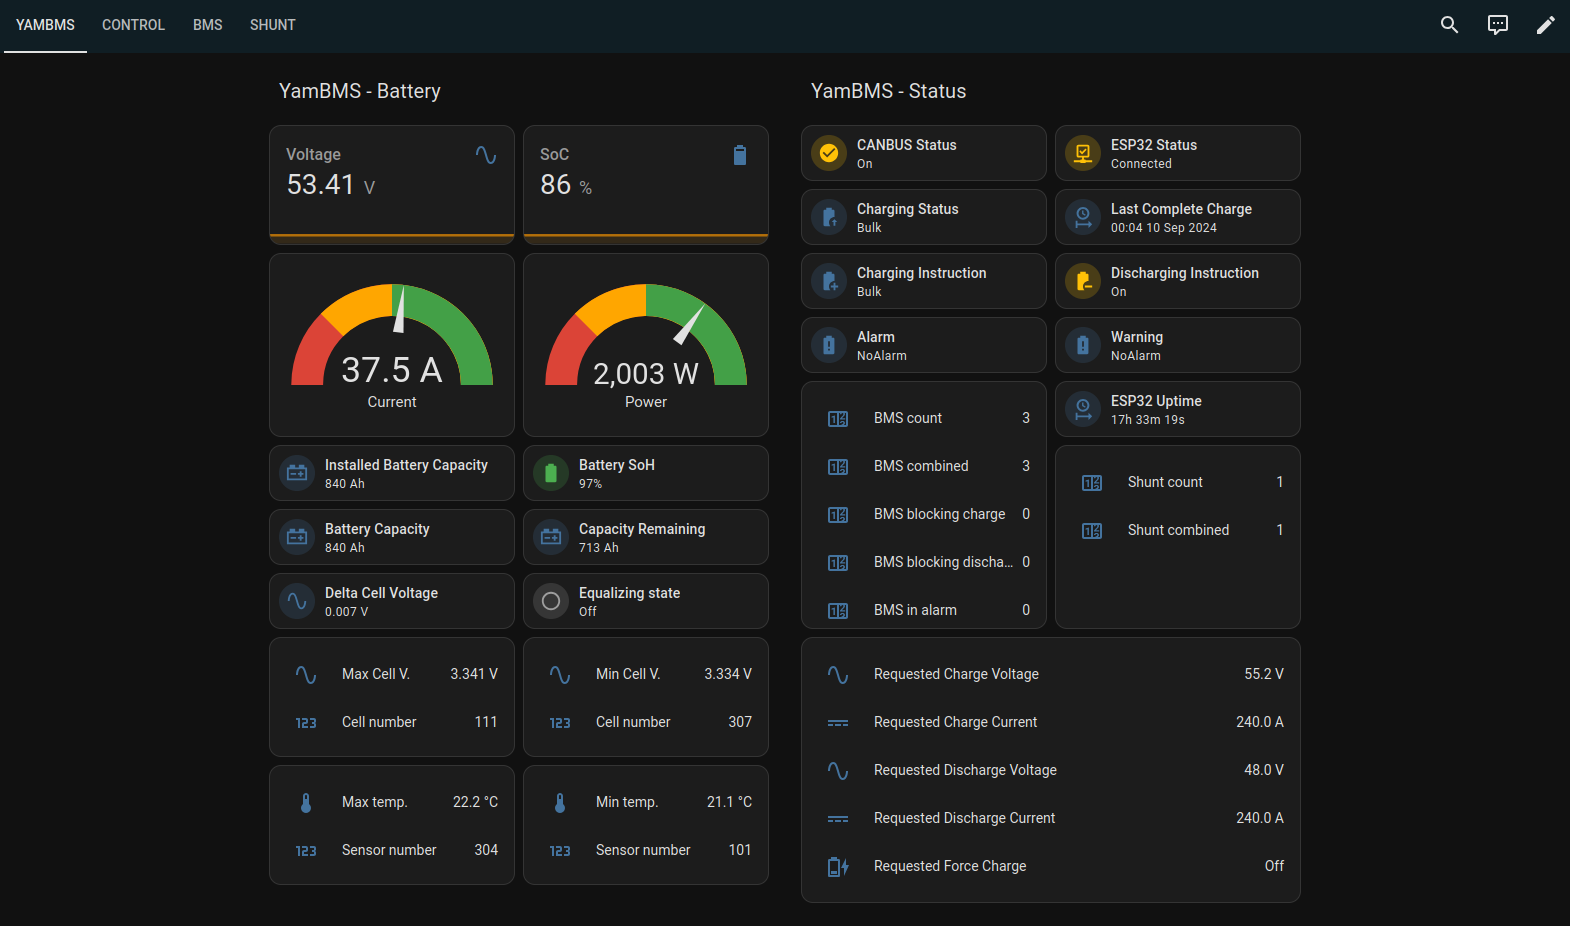 YAMBMS CONTROL BMS SHUNT
YamBMS - Battery
Voltage
53.41 V
SoC
86 %
37.5 A
Current
2,003 W
Power
Installed Battery Capacity
840 Ah
Battery SoH
97%
Battery Capacity
840 Ah
Capacity Remaining
713 Ah
Delta Cell Voltage
0.007 V
Equalizing state
Off
Max Cell V. 3.341 V
Cell number 111
Min Cell V. 3.334 V
Cell number 307
Max temp. 22.2 °C
Sensor number 304
Min temp. 21.1 °C
Sensor number 101
YamBMS - Status
CANBUS Status
On
ESP32 Status
Connected
Charging Status
Bulk
Last Complete Charge
00:04 10 Sep 2024
Charging Instruction
Bulk
Discharging Instruction
On
Alarm
NoAlarm
Warning
NoAlarm
BMS count 3
BMS combined 3
BMS blocking charge 0
BMS blocking discha... 0
BMS in alarm 0
ESP32 Uptime
17h 33m 19s
Shunt count 1
Shunt combined 1
Requested Charge Voltage 55.2 V
Requested Charge Current 240.0 A
Requested Discharge Voltage 48.0 V
Requested Discharge Current 240.0 A
Requested Force Charge Off